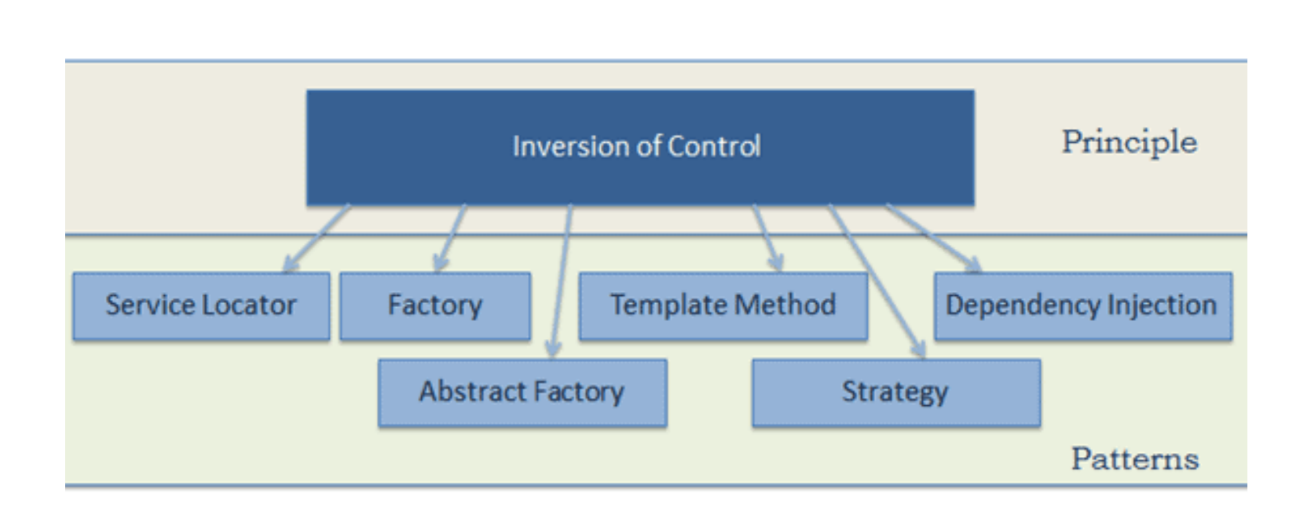 Inversion of Control
Principle
Service Locator
Factory
Template Method
Dependency Injection
Abstract Factory
Strategy
Patterns